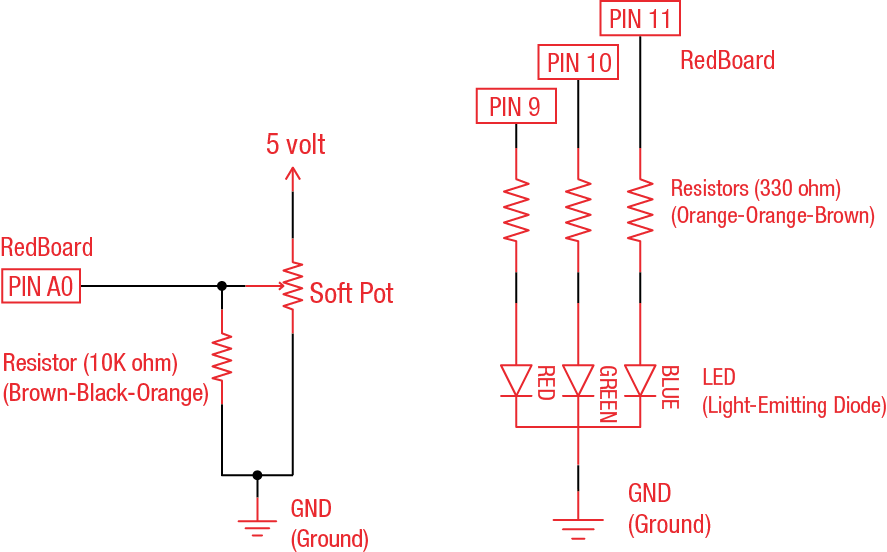 5 volt
RedBoard
PIN A0
Soft Pot
Resistor (10K ohm)
(Brown-Black-Orange)
GND
(Ground)
PIN 11
PIN 10
RedBoard
PIN 9
Resistors (330 ohm)
(Orange-Orange-Brown)
RED
GREEN
BLUE
LED
(Light-Emitting Diode)
GND
(Ground)